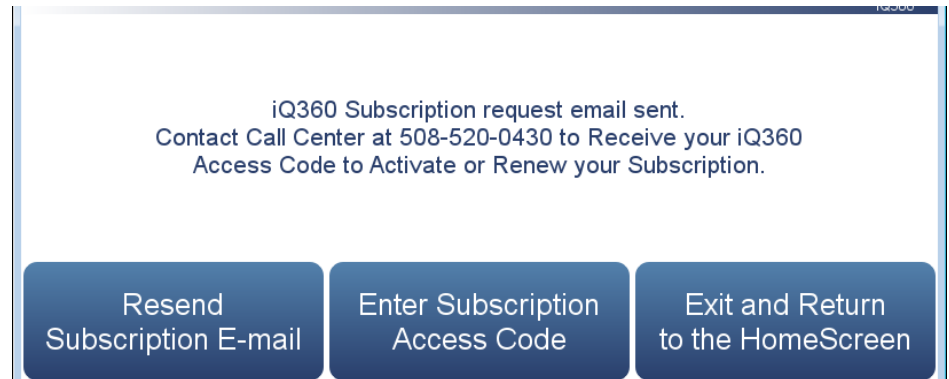 iQ360
iQ360 Subscription request email sent.
Contact Call Center at 508-520-0430 to Receive your iQ360
Access Code to Activate or Renew your Subscription.
Resend
Subscription E-mail
Enter Subscription
Access Code
Exit and Return
to the HomeScreen